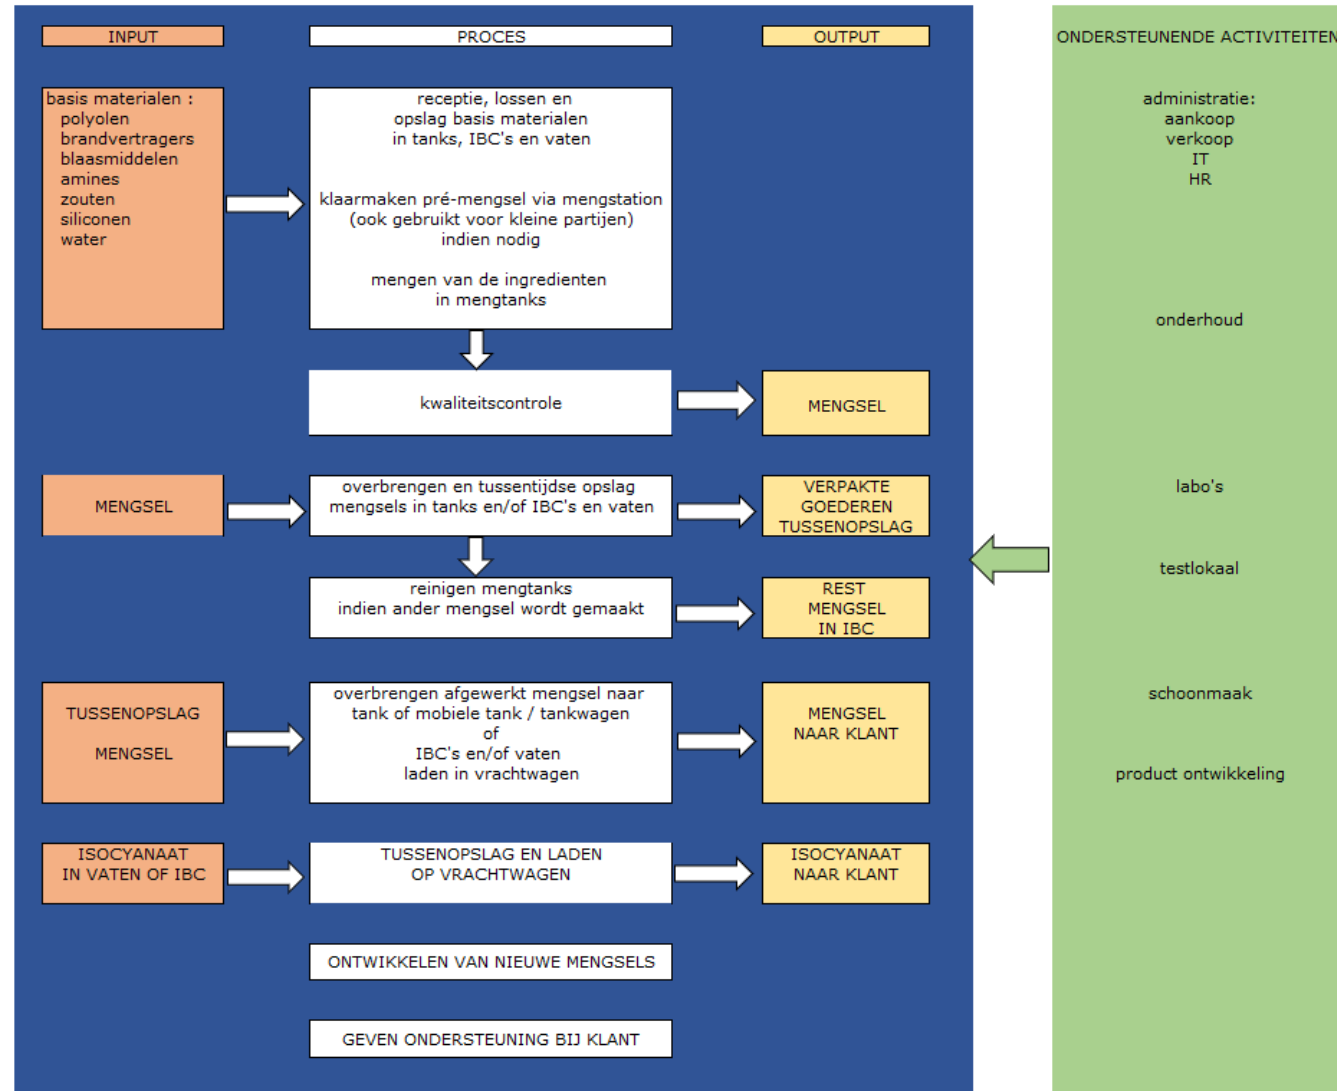 INPUT
PROCES
OUTPUT
ONDERSTEUNENDE ACTIVITEITEN
basis materialen :
polyolen
brandvertragers
blaasmiddelen
amines
zouten
siliconen
water
receptie, lossen en
opslag basis materialen
in tanks, IBC's en vaten
klaarmaken pré-mengsel via mengstation
(ook gebruikt voor kleine partijen)
indien nodig
mengen van de ingredienten
in mengtanks
kwaliteitscontrole
MENGSEL
MENGSEL
overbrengen en tussentijdse opslag
mengsels in tanks en/of IBC's en vaten
VERPAKTE
GOEDEREN
TUSSENOPSLAG
reinigen mengtanks
indien ander mengsel wordt gemaakt
REST
MENGSEL
IN IBC
TUSSENOPSLAG
MENGSEL
overbrengen afgewerkt mengsel naar
tank of mobiele tank / tankwagen
of
IBC's en/of vaten
laden in vrachtwagen
MENGSEL
NAAR KLANT
ISOCYANAAT
IN VATEN OF IBC
TUSSENOPSLAG EN LADEN
OP VRACHTWAGEN
ISOCYANAAT
NAAR KLANT
ONTWIKKELEN VAN NIEUWE MENGSELS
GEVEN ONDERSTEUNING BIJ KLANT
administratie:
aankoop
verkoop
IT
HR
onderhoud
labo's
testlokaal
schoonmaak
product ontwikkeling